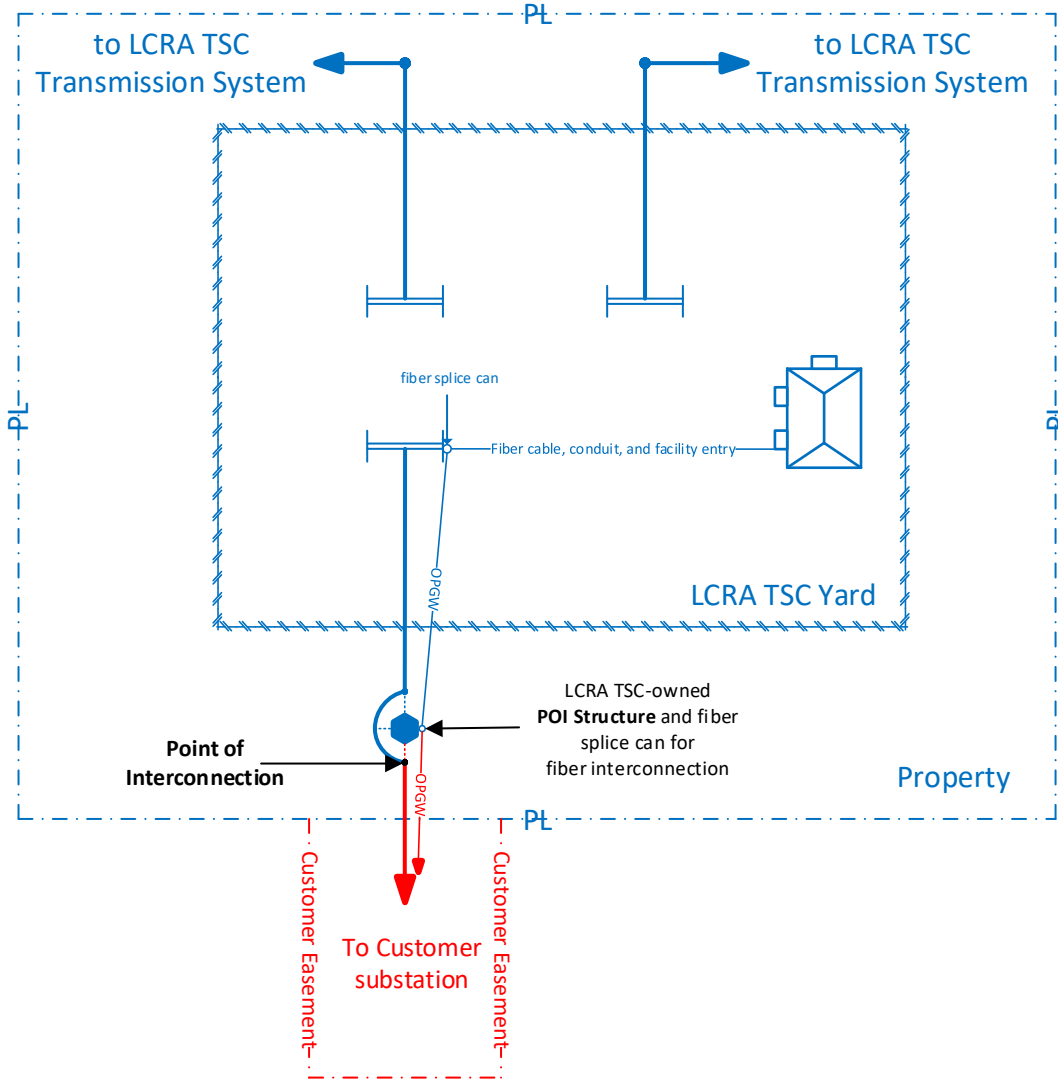 PL
to LCRA TSC
Transmission System
to LCRA TSC
Transmission System
fiber splice can
PL
PL
Fiber cable, conduit, and facility entry
OPGW
LCRA TSC Yard
LCRA TSC-owned
POI Structure and fiber
splice can for
fiber interconnection
Point of
Interconnection
OPGW
Property
PL
Customer Easement
Customer Easement
To Customer
substation